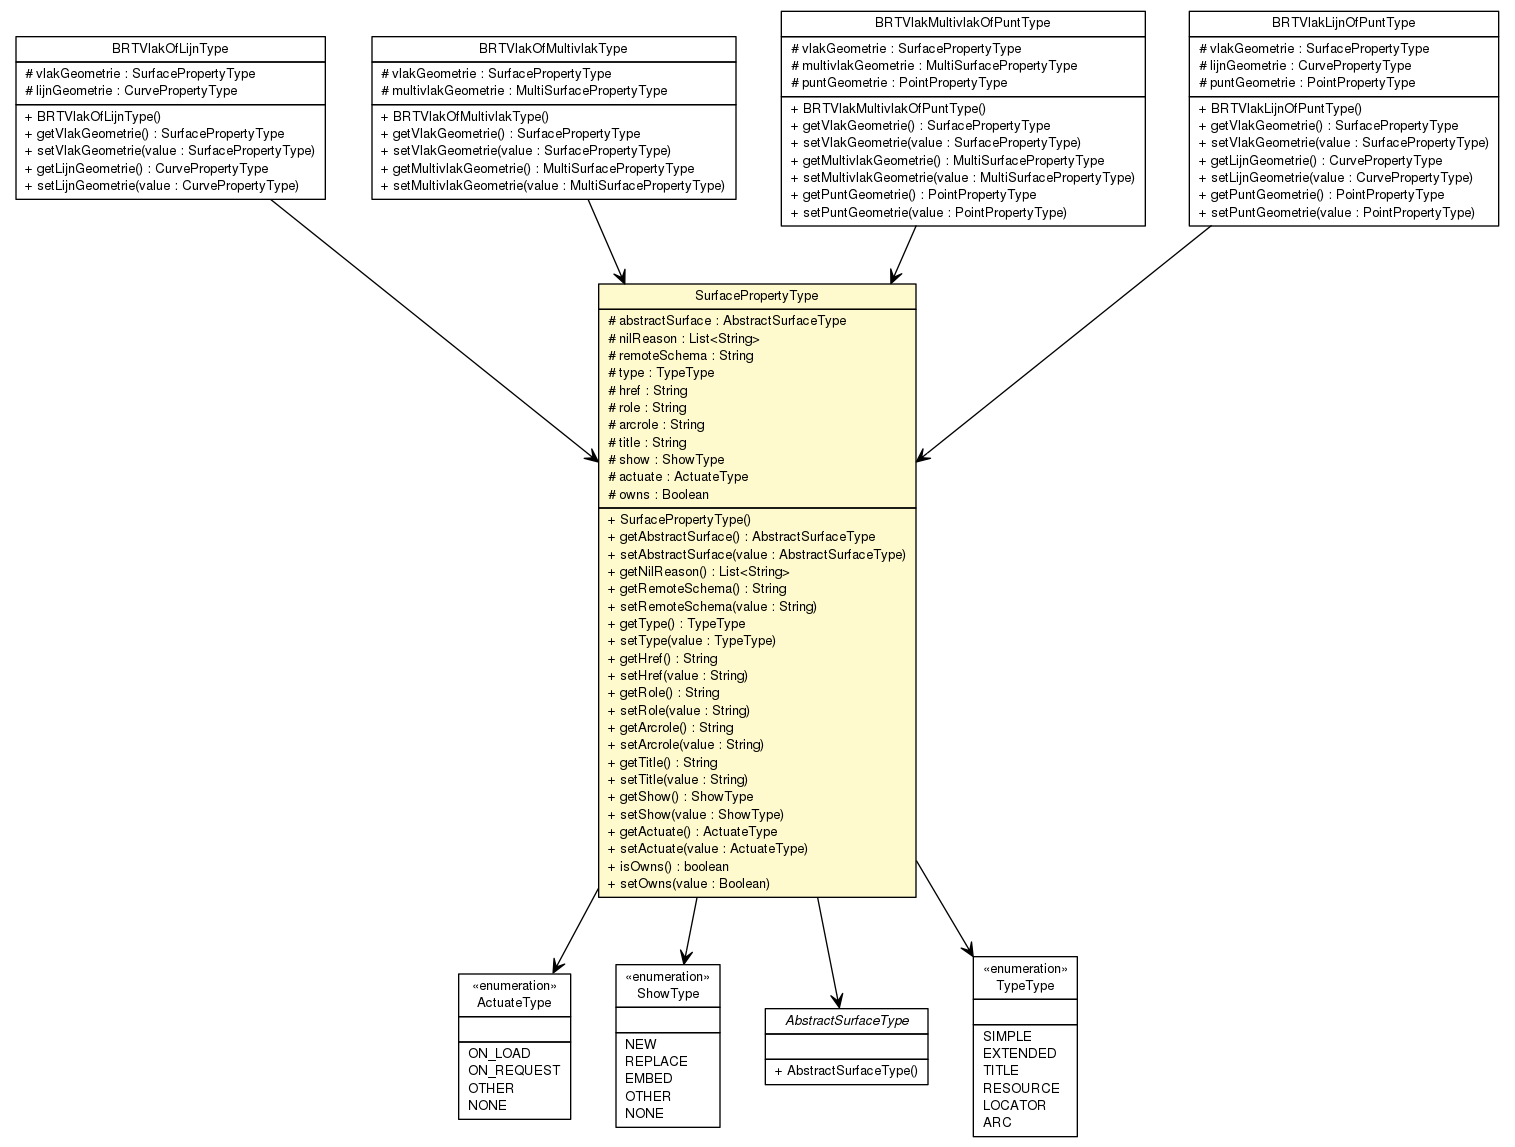 BRTVlakOfLijnType
# vlakGeometrie : SurfacePropertyType
# lijnGeometrie : CurvePropertyType
+ BRTVlakOfLijnType()
+ getVlakGeometrie() : SurfacePropertyType
+ setVlakGeometrie(value : SurfacePropertyType)
+ getLijnGeometrie() : CurvePropertyType
+ setLijnGeometrie(value : CurvePropertyType)
BRTVlakOfMultivlakType
# vlakGeometrie : SurfacePropertyType
# multivlakGeometrie : MultiSurfacePropertyType
+ BRTVlakOfMultivlakType()
+ getVlakGeometrie() : SurfacePropertyType
+ setVlakGeometrie(value : SurfacePropertyType)
+ getMultivlakGeometrie() : MultiSurfacePropertyType
+ setMultivlakGeometrie(value : MultiSurfacePropertyType)
BRTVlakMultivlakOfPuntType
# vlakGeometrie : SurfacePropertyType
# multivlakGeometrie : MultiSurfacePropertyType
# puntGeometrie : PointPropertyType
+ BRTVlakMultivlakOfPuntType()
+ getVlakGeometrie() : SurfacePropertyType
+ setVlakGeometrie(value : SurfacePropertyType)
+ getMultivlakGeometrie() : MultiSurfacePropertyType
+ setMultivlakGeometrie(value : MultiSurfacePropertyType)
+ getPuntGeometrie() : PointPropertyType
+ setPuntGeometrie(value : PointPropertyType)
BRTVlakLijnOfPuntType
# vlakGeometrie : SurfacePropertyType
# lijnGeometrie : CurvePropertyType
# puntGeometrie : PointPropertyType
+ BRTVlakLijnOfPuntType()
+ getVlakGeometrie() : SurfacePropertyType
+ setVlakGeometrie(value : SurfacePropertyType)
+ getLijnGeometrie() : CurvePropertyType
+ setLijnGeometrie(value : CurvePropertyType)
+ getPuntGeometrie() : PointPropertyType
+ setPuntGeometrie(value : PointPropertyType)
SurfacePropertyType
# abstractSurface : AbstractSurfaceType
# nilReason : List<String>
# remoteSchema : String
# type : TypeType
# href : String
# role : String
# arcrole : String
# title : String
# show : ShowType
# actuate : ActuateType
# owns : Boolean
+ SurfacePropertyType()
+ getAbstractSurface() : AbstractSurfaceType
+ setAbstractSurface(value : AbstractSurfaceType)
+ getNilReason() : List<String>
+ getRemoteSchema() : String
+ setRemoteSchema(value : String)
+ getType() : TypeType
+ setType(value : TypeType)
+ getHref() : String
+ setHref(value : String)
+ getRole() : String
+ setRole(value : String)
+ getArcrole() : String
+ setArcrole(value : String)
+ getTitle() : String
+ setTitle(value : String)
+ getShow() : ShowType
+ setShow(value : ShowType)
+ getActuate() : ActuateType
+ setActuate(value : ActuateType)
+ isOwns() : boolean
+ setOwns(value : Boolean)
«enumeration»
ActuateType
ON_LOAD
ON_REQUEST
OTHER
NONE
«enumeration»
ShowType
NEW
REPLACE
EMBED
OTHER
NONE
AbstractSurfaceType
+ AbstractSurfaceType()
«enumeration»
TypeType
SIMPLE
EXTENDED
TITLE
RESOURCE
LOCATOR
ARC